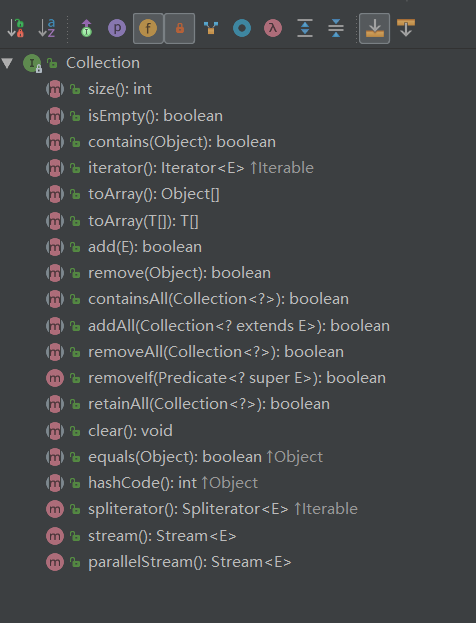 Collection
size(): int
isEmpty(): boolean
contains(Object): boolean
iterator(): Iterator<E> ↑Iterable
toArray(): Object[]
toArray(T[]): T[]
add(E): boolean
remove(Object): boolean
containsAll(Collection<?>): boolean
addAll(Collection<? extends E>): boolean
removeAll(Collection<?>): boolean
removeIf(Predicate<? super E>): boolean
retainAll(Collection<?>): boolean
clear(): void
equals(Object): boolean ↑Object
hashCode(): int ↑Object
spliterator(): Spliterator<E> ↑Iterable
stream(): Stream<E>
parallelStream(): Stream<E>